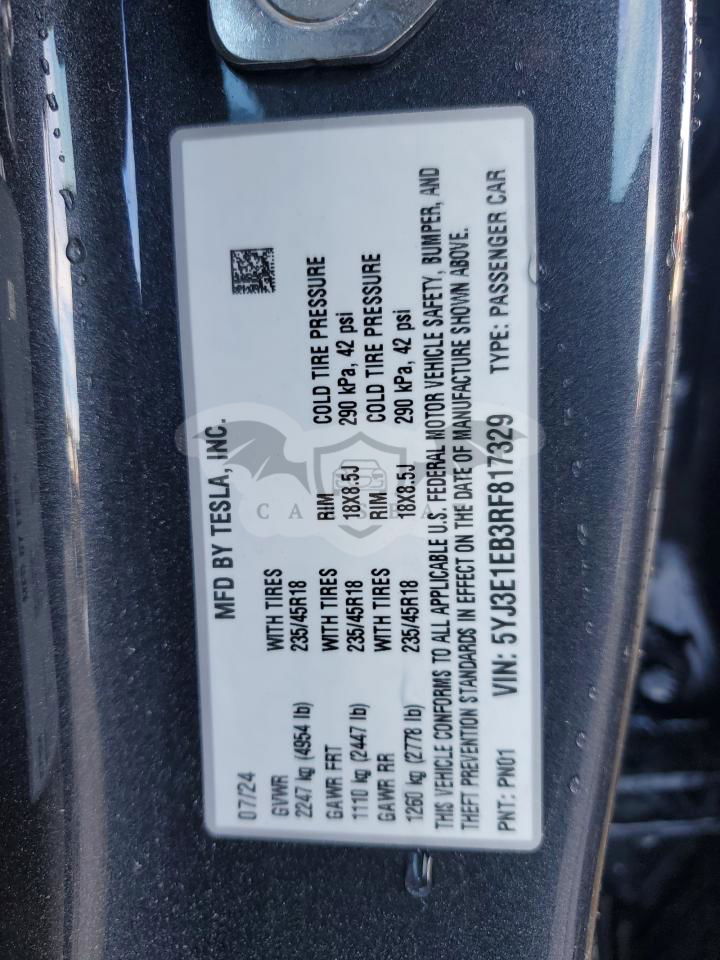 MFD BY TESLA, INC.
07/24
GVWR WITH TIRES RIM COLD TIRE PRESSURE
2247 kg (4954 lb) 235/45R18 18X8.5J 290 kPa, 42 psi
GAWR FRT WITH TIRES RIM COLD TIRE PRESSURE
1110 kg (2447 lb) 235/45R18 18X8.5J 290 kPa, 42 psi
GAWR RR WITH TIRES
1260 kg (2778 lb) 235/45R18
THIS VEHICLE CONFORMS TO ALL APPLICABLE U.S. FEDERAL MOTOR VEHICLE SAFETY, BUMPER, AND
THEFT PREVENTION STANDARDS IN EFFECT ON THE DATE OF MANUFACTURE SHOWN ABOVE.
PNT: PN01 VIN: 5YJ3E1EB3RF817329 TYPE: PASSENGER CAR